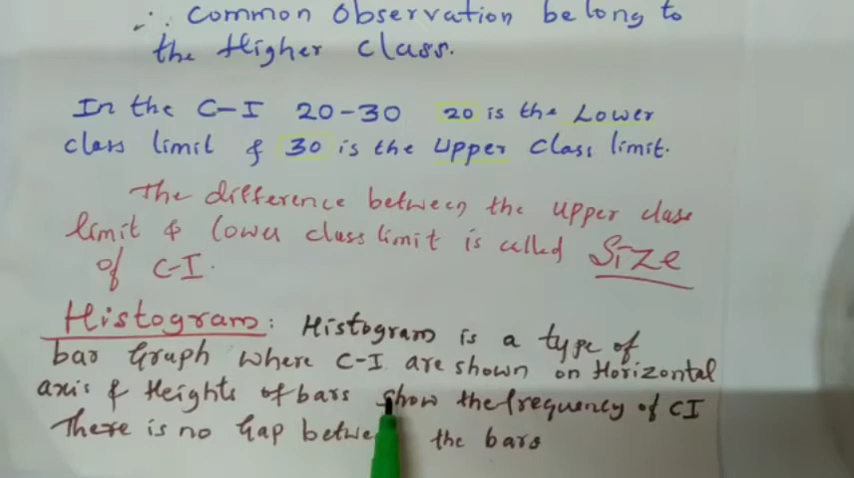 ∴ Common Observation belong to
the Higher class.
In the C-I 20-30 20 is the Lower
class limit & 30 is the Upper Class limit.
The difference between the upper class
limit & lower class limit is called Size
of C-I.
Histogram: Histogram is a type of
bar Graph where C-I are shown on Horizontal
axis & Heights of bars show the frequency of CI
There is no Gap the bars